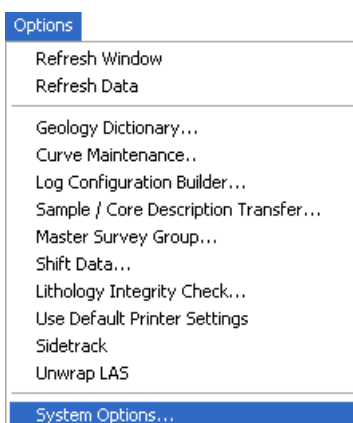 Options
Refresh Window
Refresh Data
Geology Dictionary...
Curve Maintenance..
Log Configuration Builder...
Sample / Core Description Transfer...
Master Survey Group...
Shift Data...
Lithology Integrity Check...
Use Default Printer Settings
Sidetrack
Unwrap LAS
System Options...